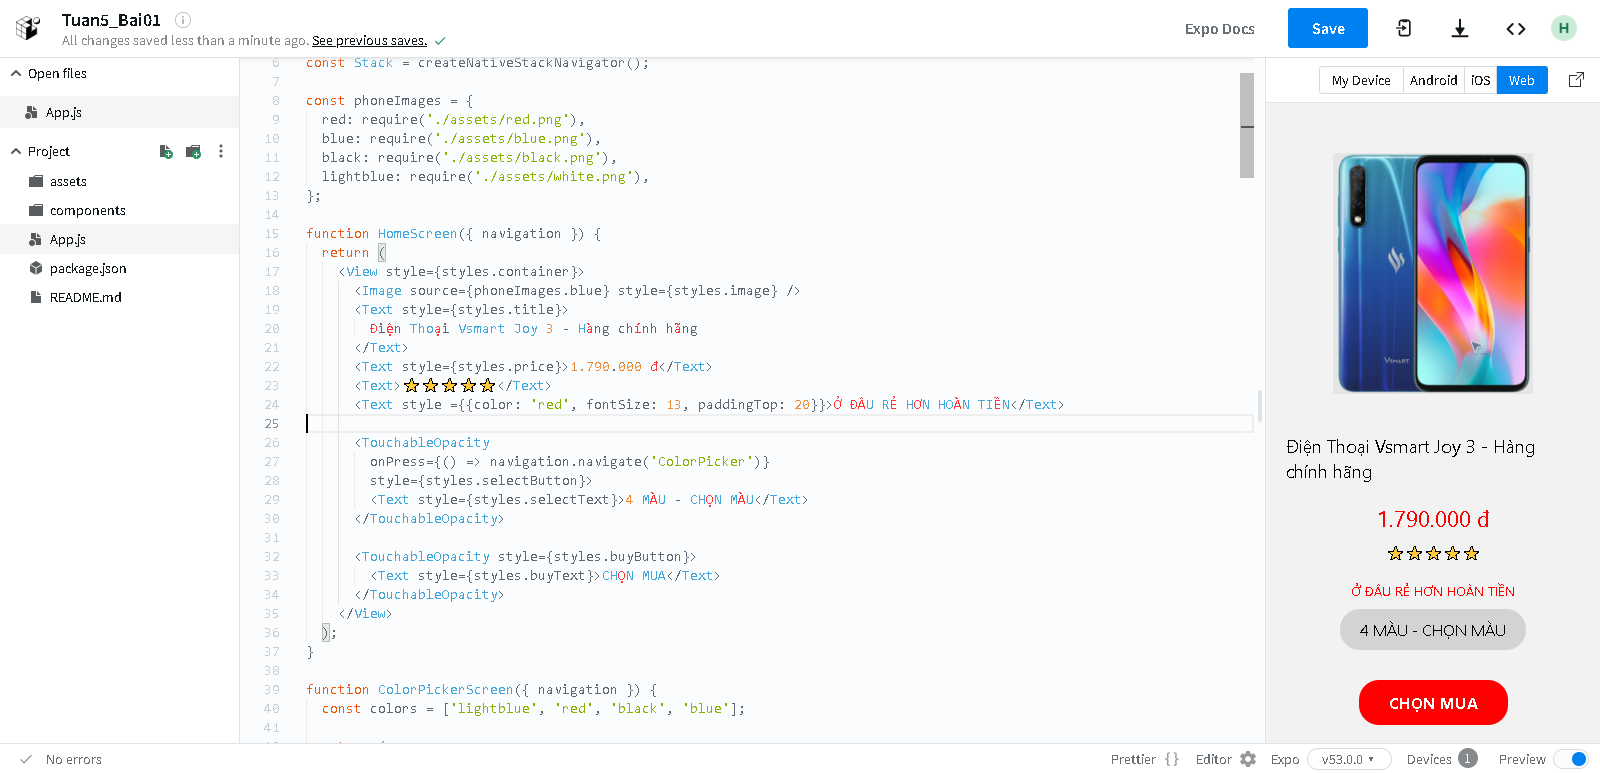 Tuan5_Bai01
All changes saved less than a minute ago. See previous saves.
Expo Docs
Save
H
Open files
App.js
Project
assets
components
App.js
package.json
README.md
6 const Stack = createNativeStackNavigator();
7
8 const phoneImages = {
9 red: require('./assets/red.png'),
10 blue: require('./assets/blue.png'),
11 black: require('./assets/black.png'),
12 lightblue: require('./assets/white.png'),
13 };
14
15 function HomeScreen({ navigation }) {
16 return (
17 <View style={styles.container}>
18 <Image source={phoneImages.blue} style={styles.image} />
19 <Text style={styles.title}>
20 Điện Thoại Vsmart Joy 3 - Hàng chính hãng
21 </Text>
22 <Text style={styles.price}>1.790.000 đ</Text>
23 <Text>⭐⭐⭐⭐⭐</Text>
24 <Text style ={{color: 'red', fontSize: 13, paddingTop: 20}}>Ở ĐÂU RẺ HƠN HOÀN TIỀN</Text>
25
26 <TouchableOpacity
27 onPress={() => navigation.navigate('ColorPicker')}
28 style={styles.selectButton}>
29 <Text style={styles.selectText}>4 MÀU - CHỌN MÀU</Text>
30 </TouchableOpacity>
31
32 <TouchableOpacity style={styles.buyButton}>
33 <Text style={styles.buyText}>CHỌN MUA</Text>
34 </TouchableOpacity>
35 </View>
36 );
37 }
38
39 function ColorPickerScreen({ navigation }) {
40 const colors = ['lightblue', 'red', 'black', 'blue'];
41
My Device Android iOS Web
VSMART
Điện Thoại Vsmart Joy 3 - Hàng
chính hãng
1.790.000 đ
⭐⭐⭐⭐⭐
Ở ĐÂU RẺ HƠN HOÀN TIỀN
4 MÀU - CHỌN MÀU
CHỌN MUA
No errors
Prettier { } Editor Expo v53.0.0 Devices 1 Preview